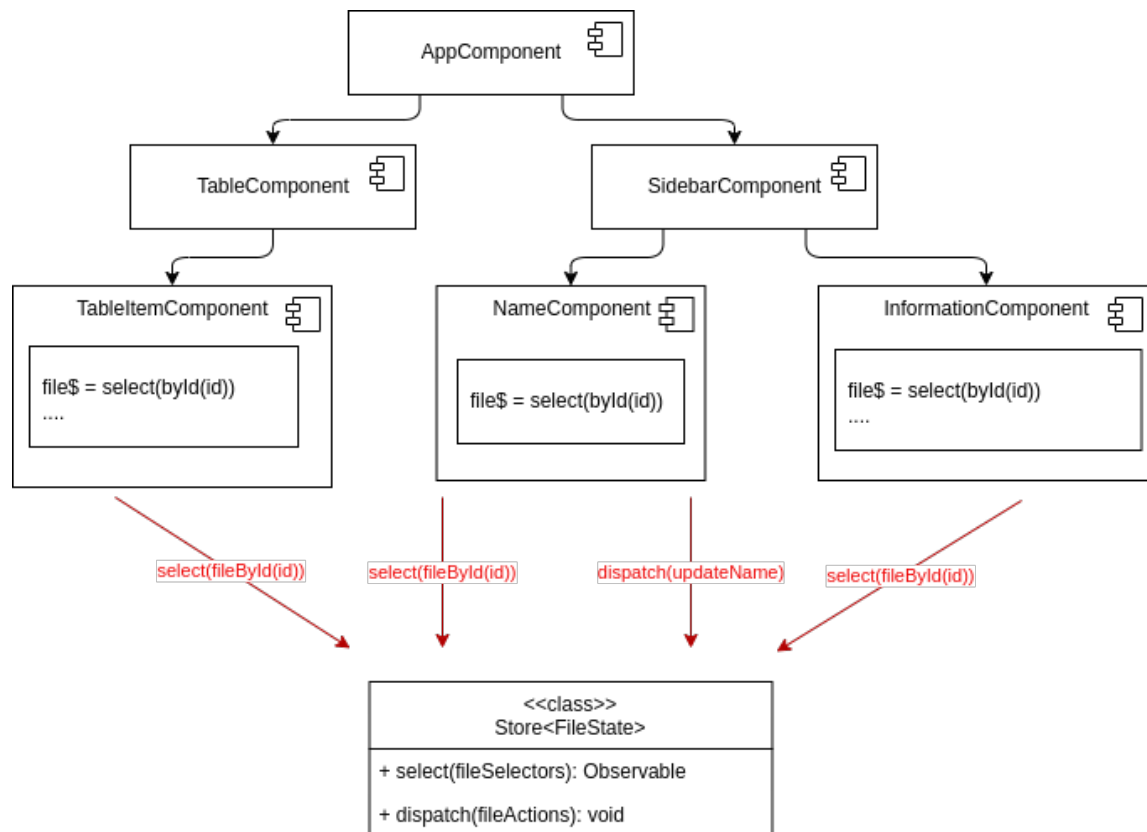 AppComponent
TableComponent
SidebarComponent
TableItemComponent
file$ = select(byId(id))
....
NameComponent
file$ = select(byId(id))
InformationComponent
file$ = select(byId(id))
....
select(fileById(id))
select(fileById(id))
dispatch(updateName)
select(fileById(id))
<<class>>
Store<FileState>
+ select(fileSelectors): Observable
+ dispatch(fileActions): void